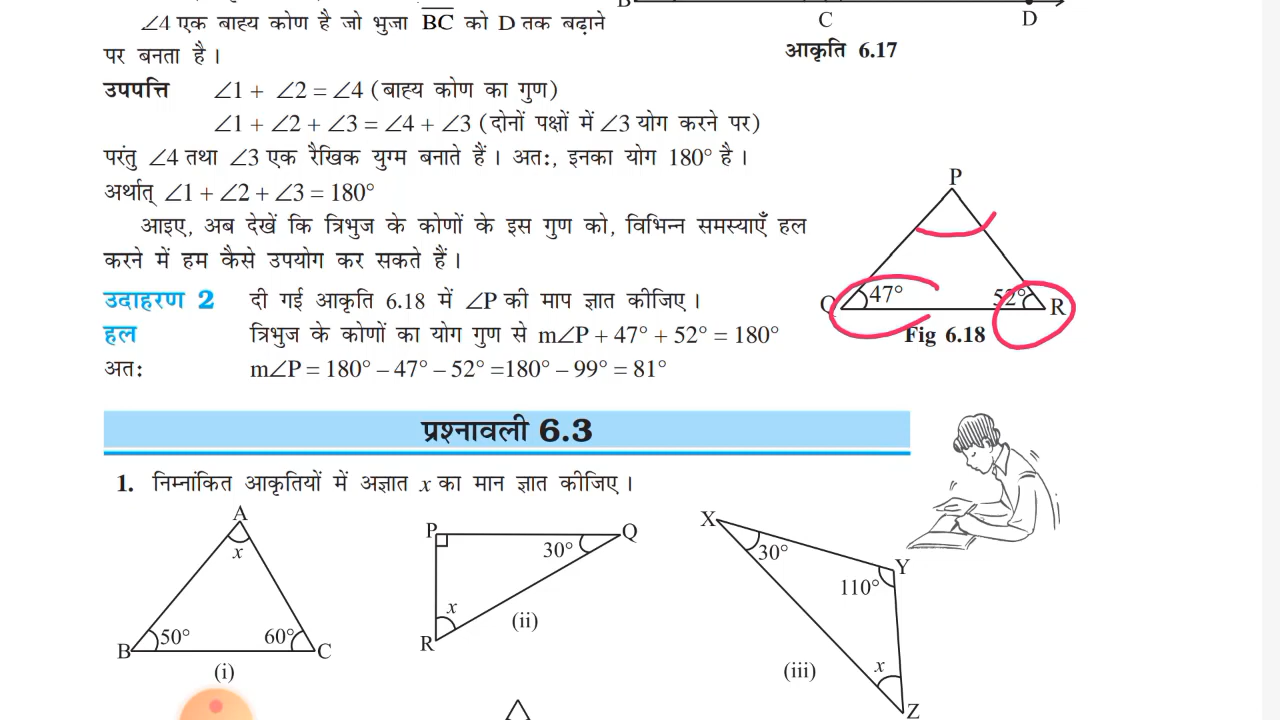 B
C
D
∠4 एक बाह्य कोण है जो भुजा BC को D तक बढ़ाने
पर बनता है।
आकृति 6.17
उपपत्ति ∠1 + ∠2 = ∠4 (बाह्य कोण का गुण)
∠1 + ∠2 + ∠3 = ∠4 + ∠3 (दोनों पक्षों में ∠3 योग करने पर)
परंतु ∠4 तथा ∠3 एक रैखिक युग्म बनाते हैं। अत:, इनका योग 180° है।
अर्थात् ∠1 + ∠2 + ∠3 = 180°
आइए, अब देखें कि त्रिभुज के कोणों के इस गुण को, विभिन्न समस्याएँ हल
करने में हम कैसे उपयोग कर सकते हैं।
P
Q 47° 52° R
Fig 6.18
उदाहरण 2 दी गई आकृति 6.18 में ∠P की माप ज्ञात कीजिए।
हल त्रिभुज के कोणों का योग गुण से m∠P + 47° + 52° = 180°
अत: m∠P = 180° – 47° – 52° =180° – 99° = 81°
प्रश्नावली 6.3
1. निम्नांकित आकृतियों में अज्ञात x का मान ज्ञात कीजिए।
A
x
B 50° 60° C
(i)
P Q
30°
x
R
(ii)
X
30°
Y
110°
x
Z
(iii)